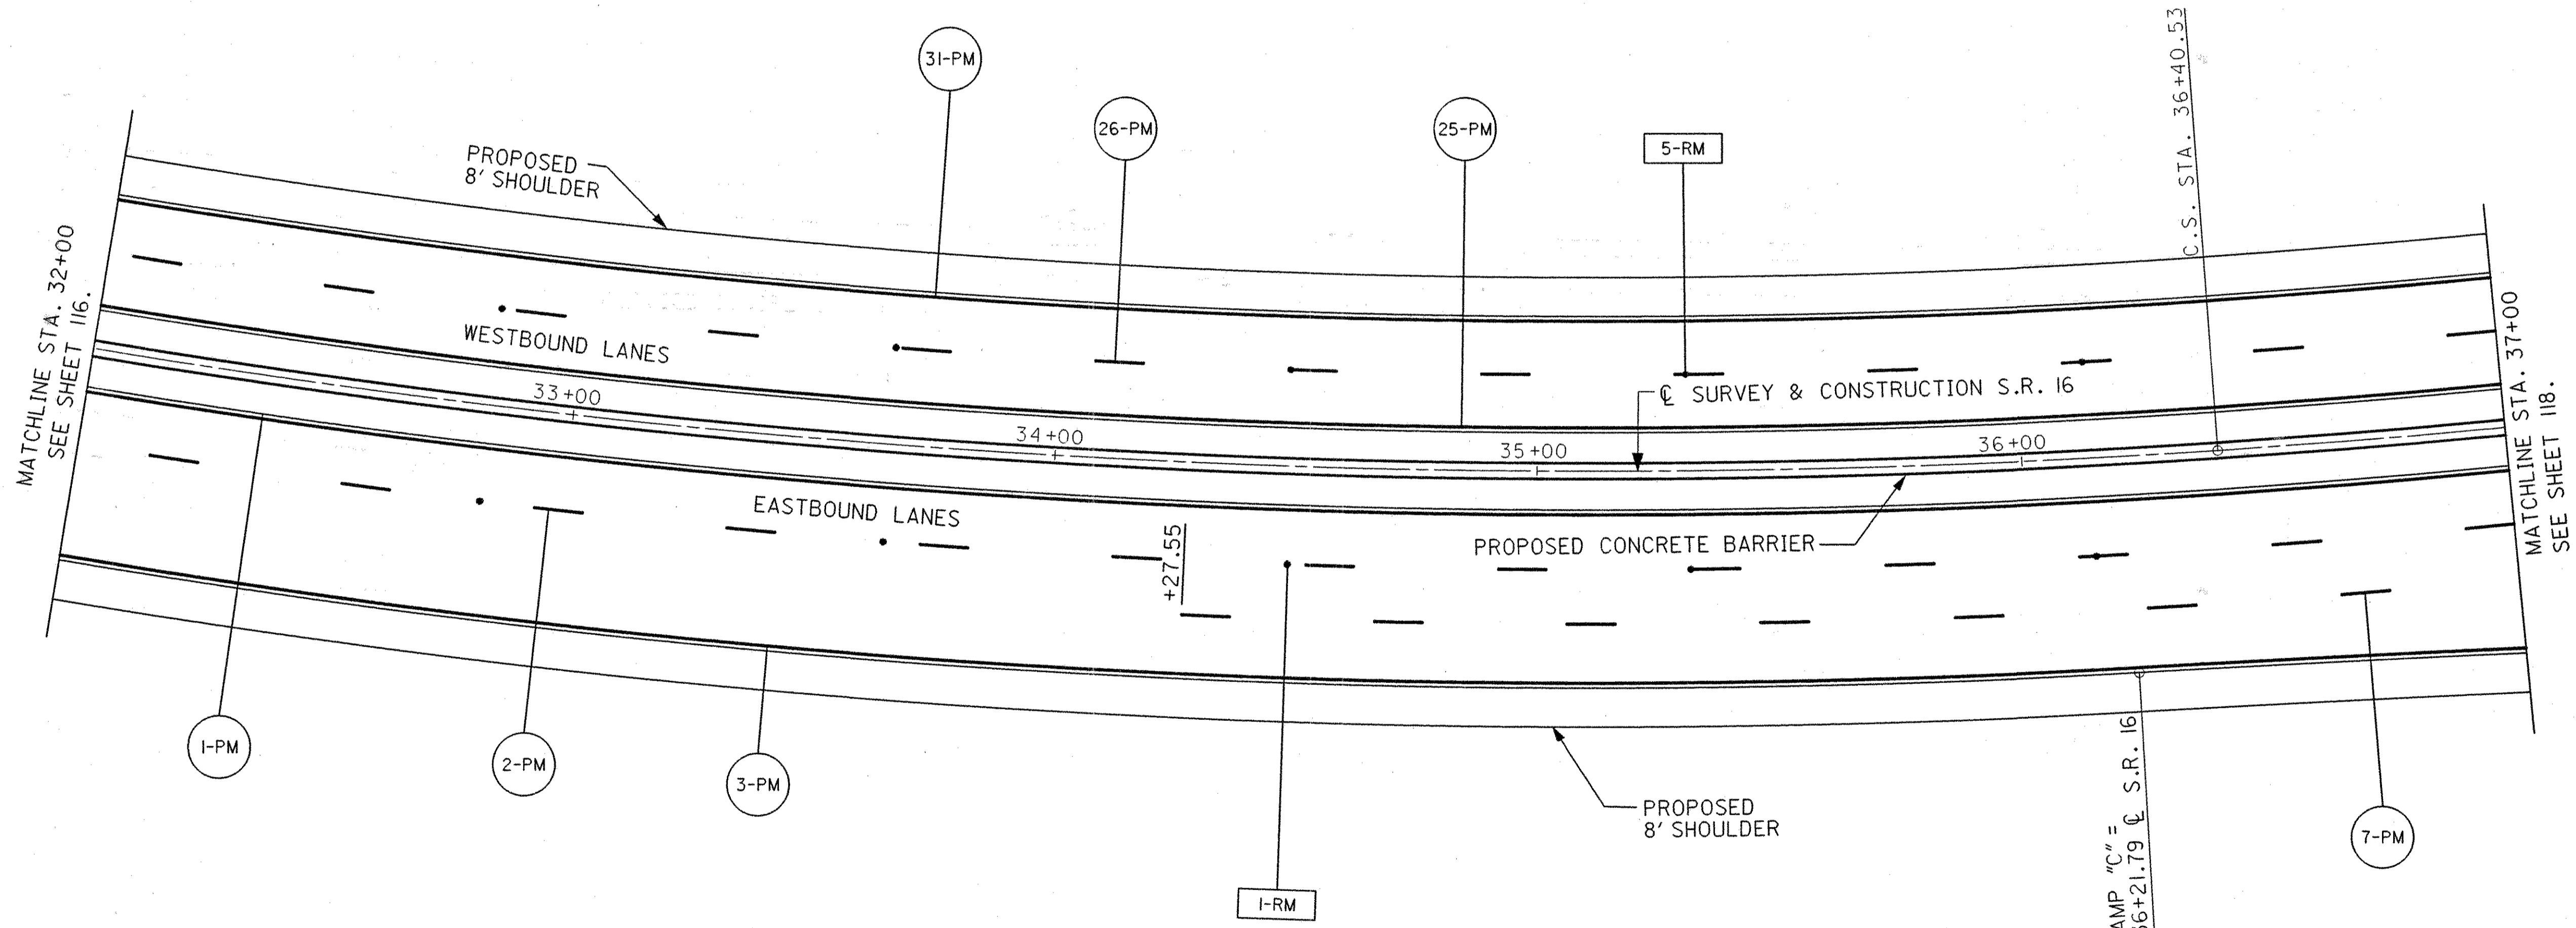 31-PM
26-PM
25-PM
5-RM
C.S. STA. 36+40.53
PROPOSED
8' SHOULDER
MATCHLINE STA. 32+00
SEE SHEET 116.
WESTBOUND LANES
33+00
34+00
35+00
36+00
℄ SURVEY & CONSTRUCTION S.R. 16
MATCHLINE STA. 37+00
SEE SHEET 118.
EASTBOUND LANES
+27.55
PROPOSED CONCRETE BARRIER
1-PM
2-PM
3-PM
1-RM
PROPOSED
8' SHOULDER
AMP "C" =
6+21.79 ℄ S.R. 16
7-PM